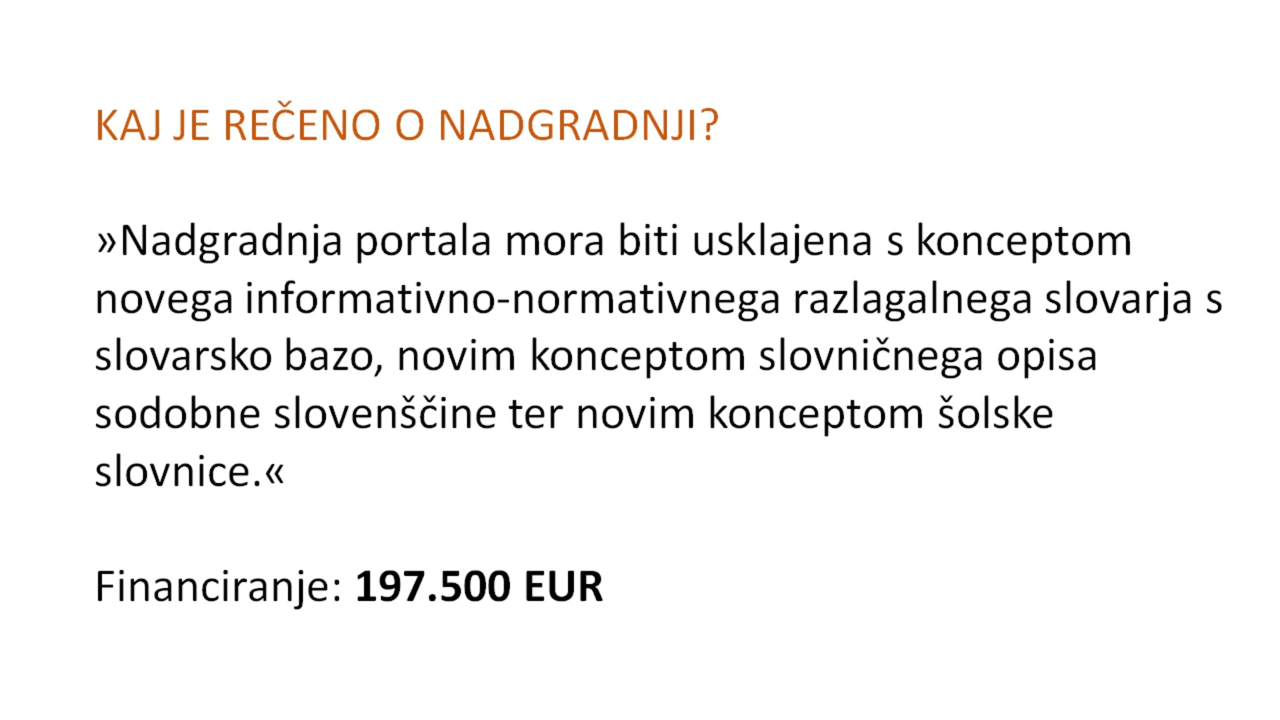 KAJ JE REČENO O NADGRADNJI?
»Nadgradnja portala mora biti usklajena s konceptom
novega informativno-normativnega razlagalnega slovarja s
slovarsko bazo, novim konceptom slovničnega opisa
sodobne slovenščine ter novim konceptom šolske
slovnice.«
Financiranje: 197.500 EUR